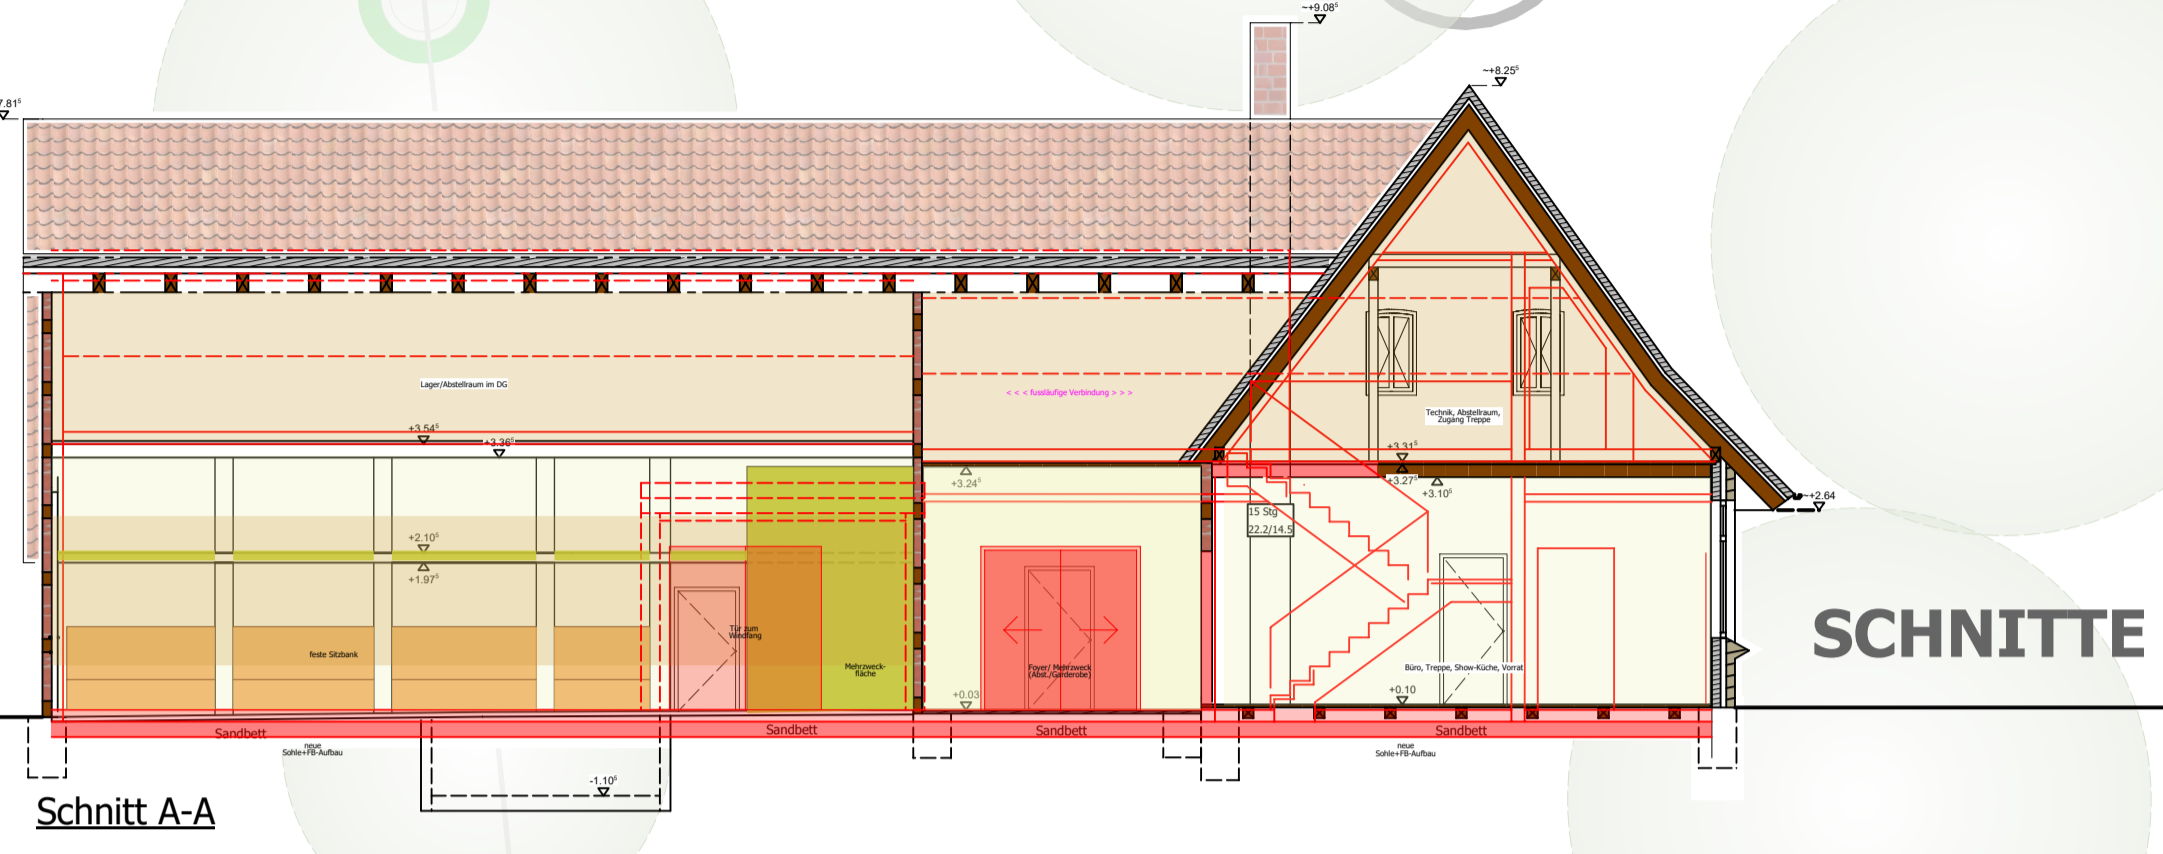 ~+9.08⁵
~+8.25⁵
7.81⁵
Lager/Abstellraum im DG
< < < fussläufige Verbindung > > >
Technik, Abstellraum,
Zugang Treppe
+3.54⁵
+3.36⁵
+3.31⁵
+3.24⁵
+3.27⁵
+3.10⁵
~+2.64
15 Stg
22.2/14.5
+2.10⁵
+1.97⁵
Tür zum
Windfang
feste Sitzbank
Mehrzweck-
fläche
Foyer/ Mehrzweck
(Abst./Garderobe)
Büro, Treppe, Show-Küche, Vorrat
SCHNITTE
+0.03
+0.10
Sandbett
Sandbett
Sandbett
Sandbett
neue
Sohle+FB-Aufbau
neue
Sohle+FB-Aufbau
-1.10⁵
Schnitt A-A